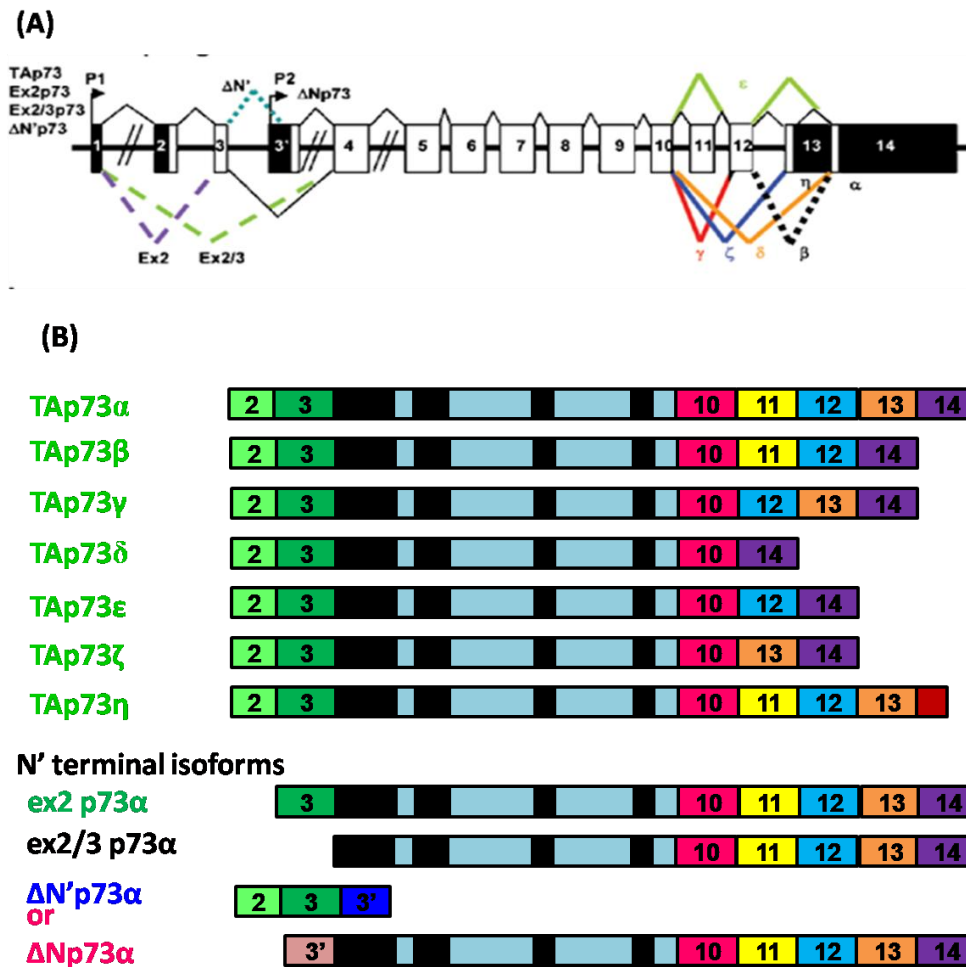 (A)
TAp73
Ex2p73
Ex2/3p73
ΔN'p73
P1
ΔN'
P2
ΔNp73
ε
1 2 3 3' 4 5 6 7 8 9 10 11 12 13 14
η α
Ex2 Ex2/3 γ ζ δ β
(B)
TAp73α 2 3 10 11 12 13 14
TAp73β 2 3 10 11 12 14
TAp73γ 2 3 10 12 13 14
TAp73δ 2 3 10 14
TAp73ε 2 3 10 12 14
TAp73ζ 2 3 10 13 14
TAp73η 2 3 10 11 12 13
N' terminal isoforms
ex2 p73α 3 10 11 12 13 14
ex2/3 p73α 10 11 12 13 14
ΔN'p73α 2 3 3'
or
ΔNp73α 3' 10 11 12 13 14